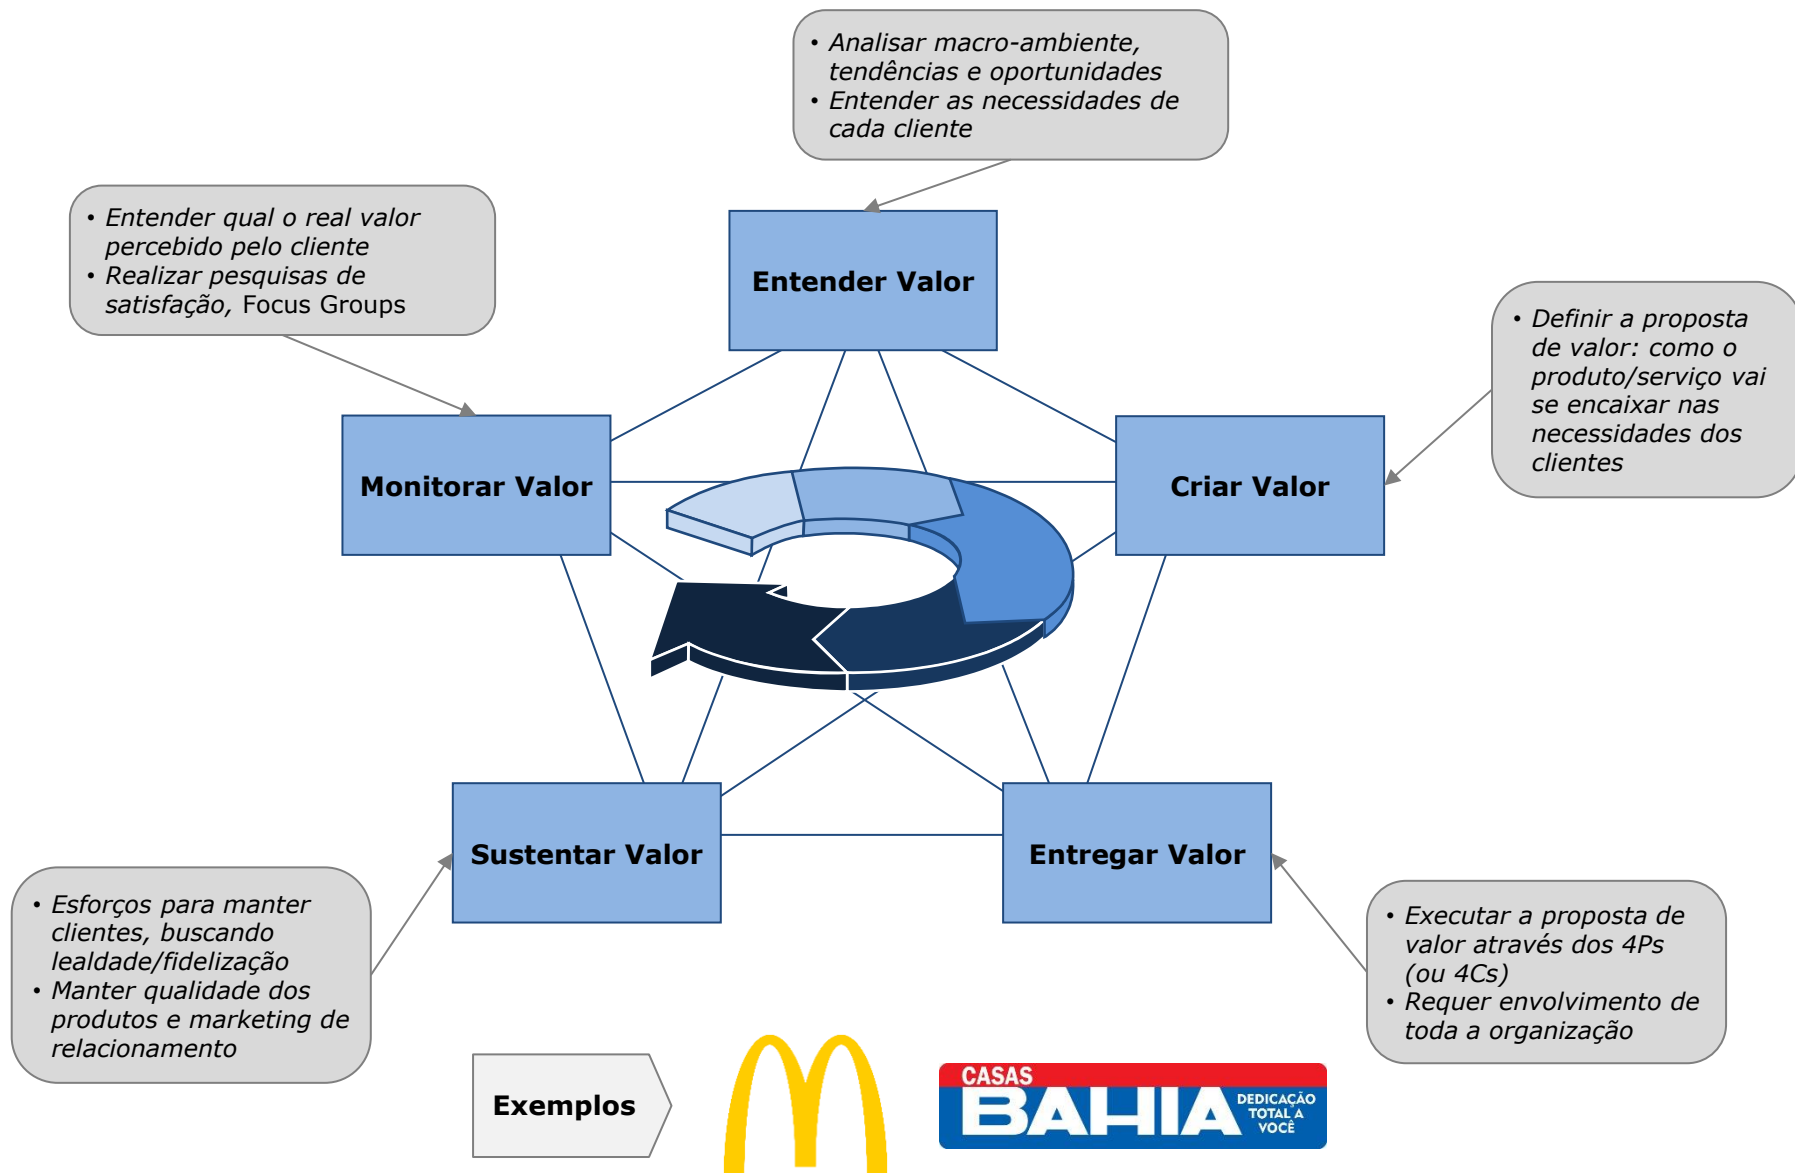 • Analisar macro-ambiente,
tendências e oportunidades
• Entender as necessidades de
cada cliente
• Entender qual o real valor
percebido pelo cliente
• Realizar pesquisas de
satisfação, Focus Groups
Entender Valor
• Definir a proposta
de valor: como o
produto/serviço vai
se encaixar nas
necessidades dos
clientes
Monitorar Valor
Criar Valor
Sustentar Valor
Entregar Valor
• Esforços para manter
clientes, buscando
lealdade/fidelização
• Manter qualidade dos
produtos e marketing de
relacionamento
• Executar a proposta de
valor através dos 4Ps
(ou 4Cs)
• Requer envolvimento de
toda a organização
Exemplos
M
CASAS
BAHIA
DEDICAÇÃO
TOTAL A
VOCÊ